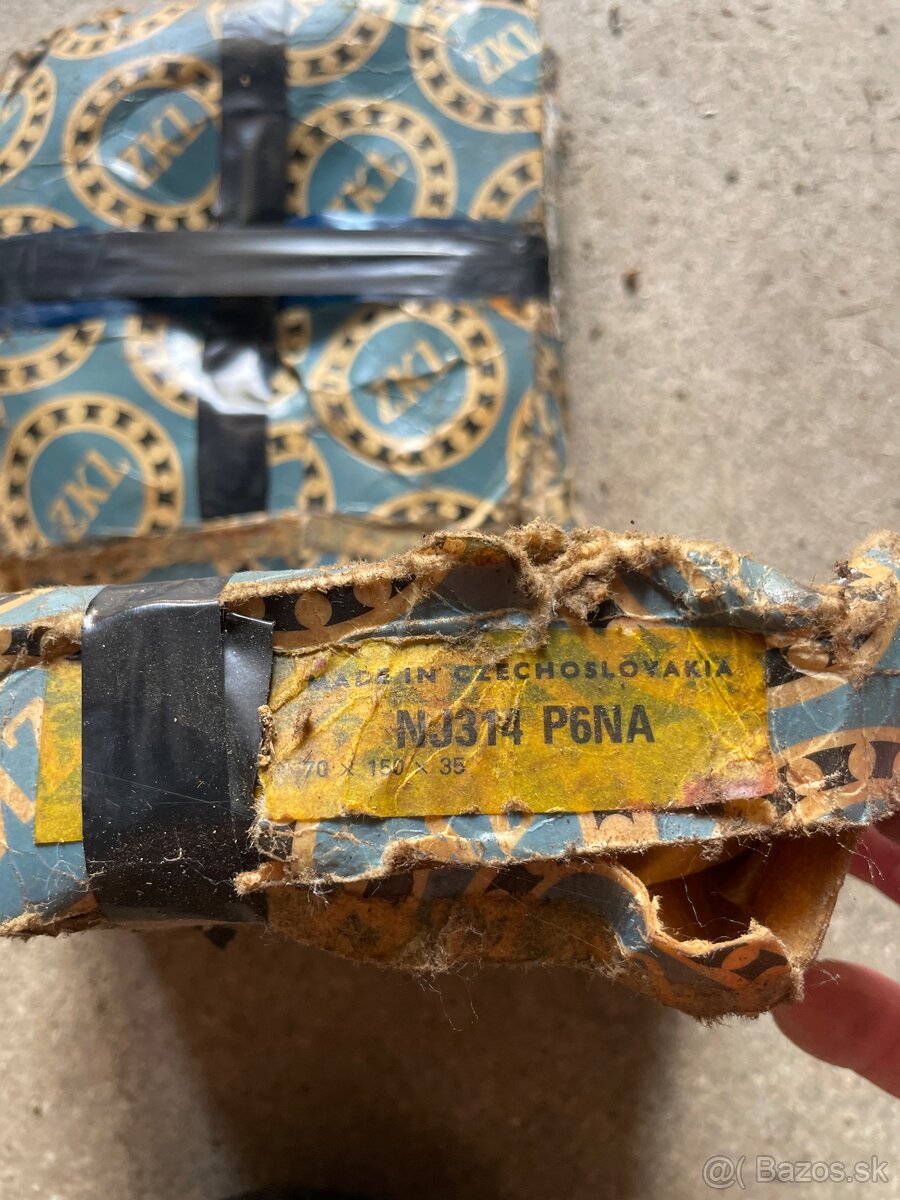 ZKL
ZKL
ZKL
ZKL
ZKL
MADE IN CZECHOSLOVAKIA
NJ314 P6NA
70 × 150 × 35
@( Bazos.sk